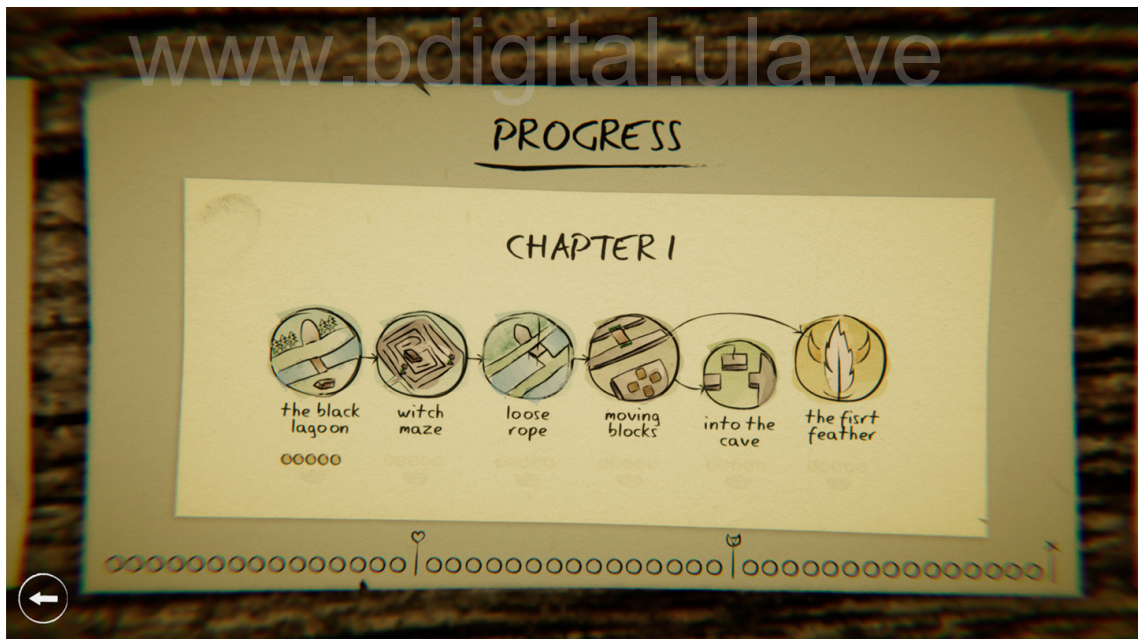 www.bdigital.ula.ve
PROGRESS
CHAPTER 1
the black
lagoon
witch
maze
loose
rope
moving
blocks
into the
cave
the fisrt
feather